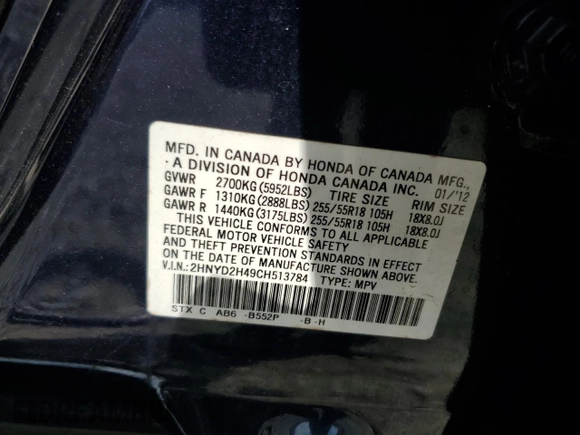 MFD. IN CANADA BY HONDA OF CANADA MFG.,
A DIVISION OF HONDA CANADA INC. 01/'12
GVWR 2700KG(5952LBS) TIRE SIZE RIM SIZE
GAWR F 1310KG(2888LBS) 255/55R18 105H 18X8.0J
GAWR R 1440KG(3175LBS) 255/55R18 105H 18X8.0J
THIS VEHICLE CONFORMS TO ALL APPLICABLE
FEDERAL MOTOR VEHICLE SAFETY
AND THEFT PREVENTION STANDARDS IN EFFECT
ON THE DATE OF MANUFACTURE SHOWN ABOVE.
V.I.N.:2HNYD2H49CH513784 TYPE: MPV
STX C AB6 -B552P -B -H